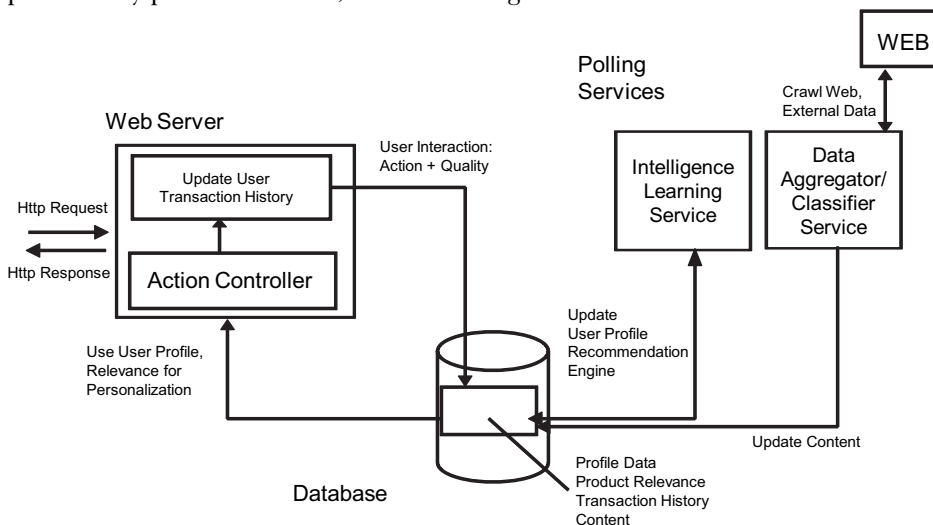 WEB
Polling
Services
Crawl Web,
External Data
Web Server
User Interaction:
Action + Quality
Update User
Transaction History
Intelligence
Learning
Service
Data
Aggregator/
Classifier
Service
Http Request
Http Response
Action Controller
Use User Profile,
Relevance for
Personalization
Update
User Profile
Recommendation
Engine
Update Content
Profile Data
Product Relevance
Transaction History
Content
Database